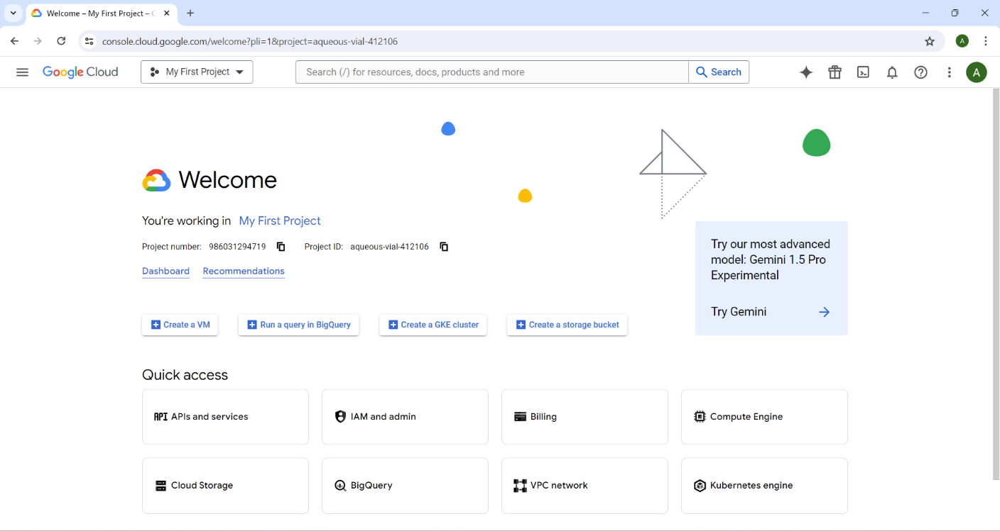 Welcome – My First Project –
console.cloud.google.com/welcome?pli=1&project=aqueous-vial-412106
A
Google Cloud
My First Project
Search (/) for resources, docs, products and more
Search
A
Welcome
You're working in My First Project
Project number: 986031294719
Project ID: aqueous-vial-412106
Dashboard
Recommendations
Try our most advanced
model: Gemini 1.5 Pro
Experimental
Try Gemini
Create a VM
Run a query in BigQuery
Create a GKE cluster
Create a storage bucket
Quick access
API APIs and services
IAM and admin
Billing
Compute Engine
Cloud Storage
BigQuery
VPC network
Kubernetes engine